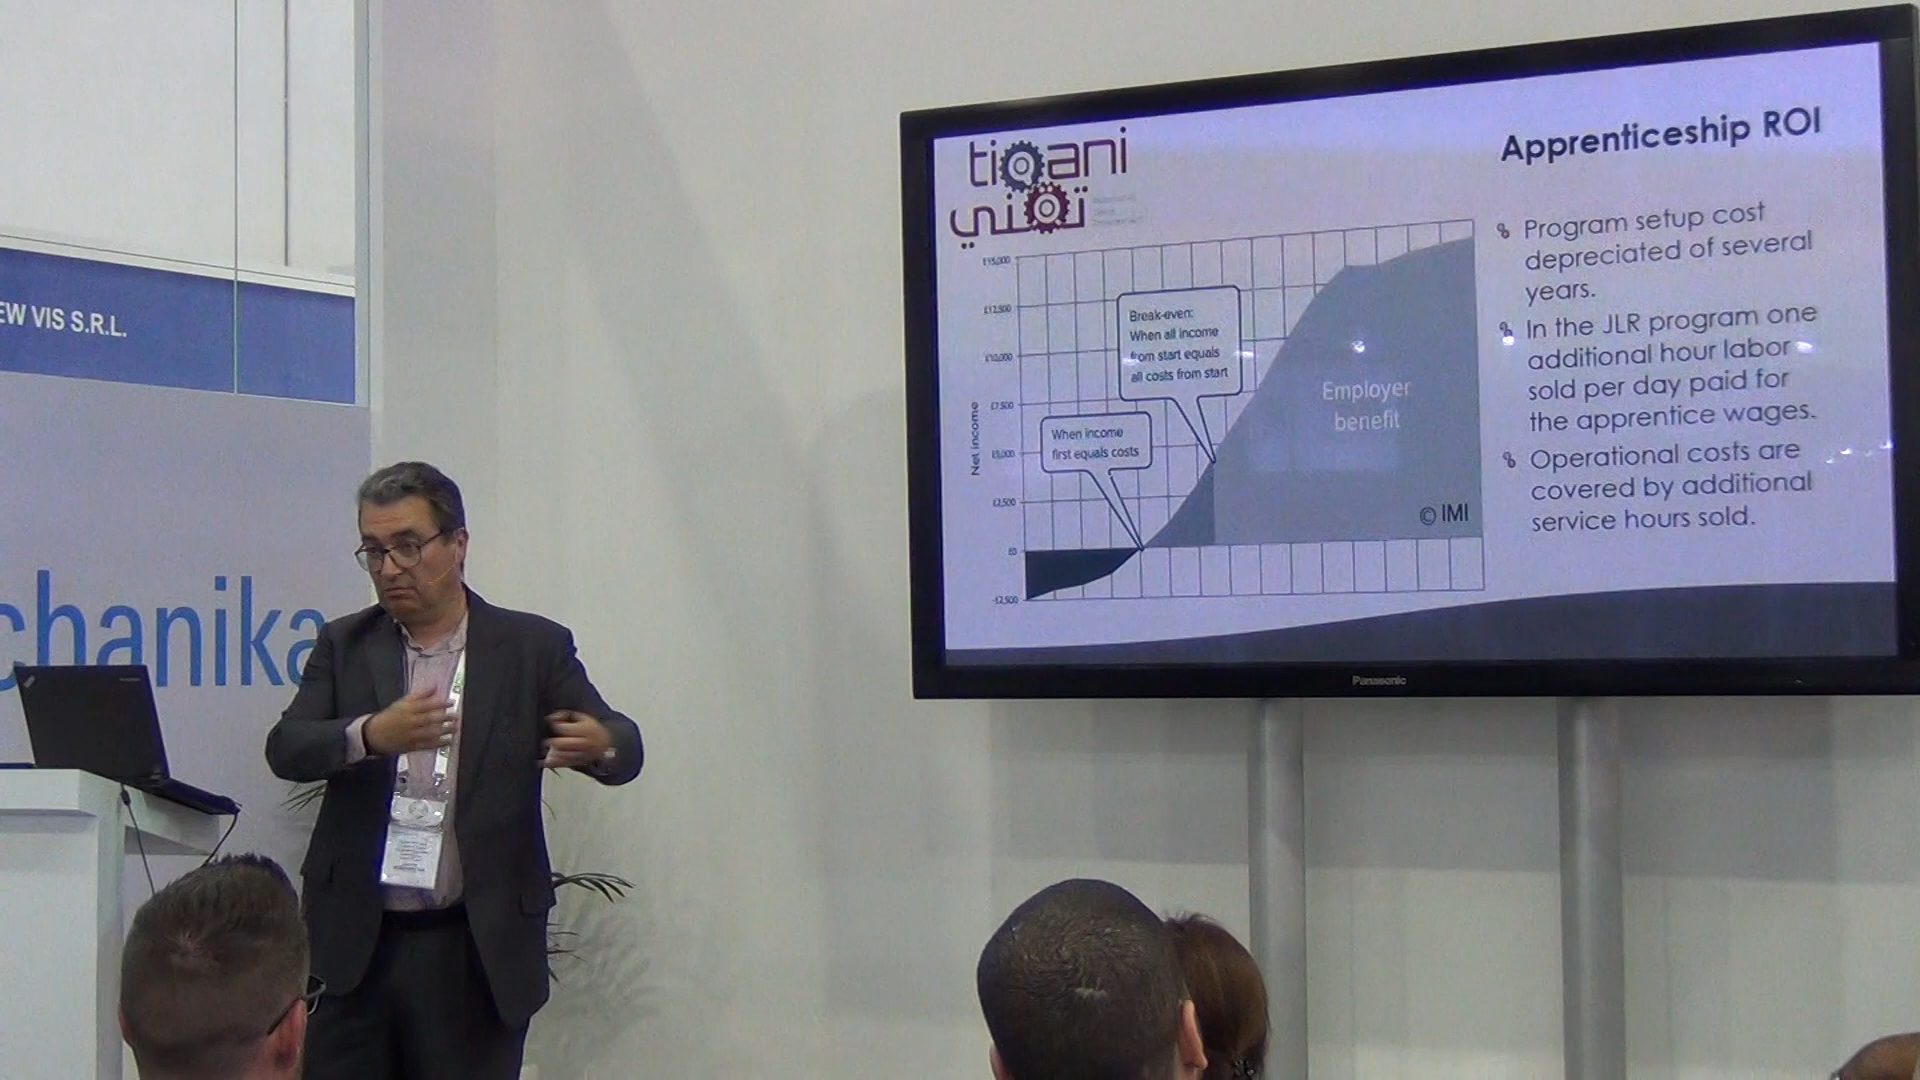 EW VIS S.R.L.
chanika
tiqani
تقني
Apprenticeship ROI
Program setup cost
depreciated of several
years.
In the JLR program one
additional hour labor
sold per day paid for
the apprentice wages.
Operational costs are
covered by additional
service hours sold.
£15,000
£12,500
£10,000
£7,500
£5,000
£2,500
£0
-£2,500
Net income
Break-even:
When all income
from start equals
all costs from start
When income
first equals costs
Employer
benefit
© IMI
Panasonic